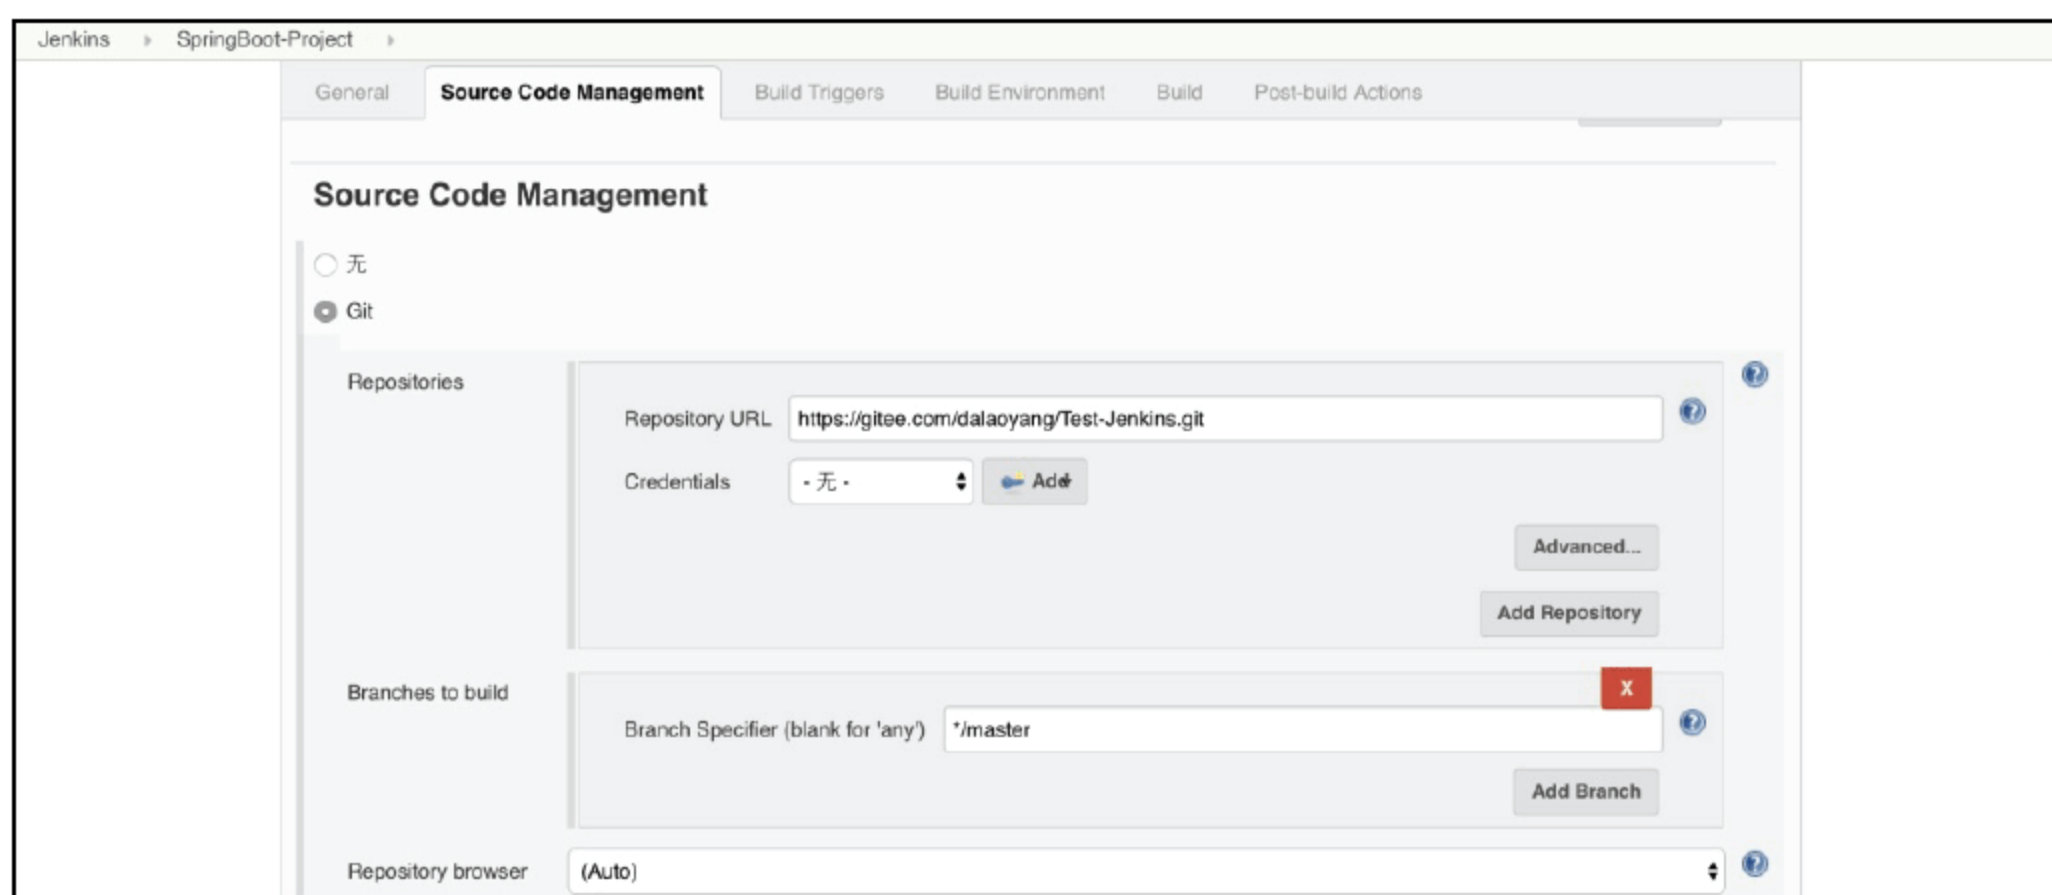 Jenkins SpringBoot-Project
General Source Code Management Build Triggers Build Environment Build Post-build Actions
Source Code Management
无
Git
Repositories
Repository URL https://gitee.com/dalaoyang/Test-Jenkins.git
Credentials - 无 - Add
Advanced...
Add Repository
X
Branches to build
Branch Specifier (blank for 'any') */master
Add Branch
Repository browser (Auto)